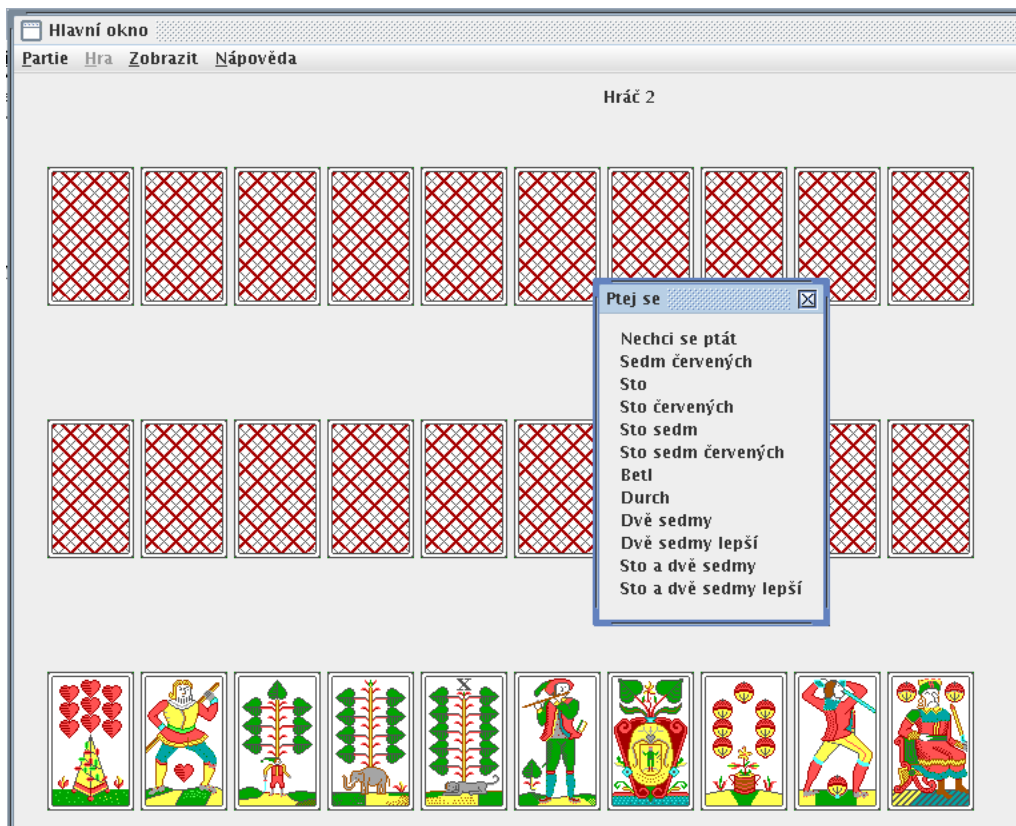 Hlavní okno
Partie Hra Zobrazit Nápověda
Hráč 2
Ptej se
Nechci se ptát
Sedm červených
Sto
Sto červených
Sto sedm
Sto sedm červených
Betl
Durch
Dvě sedmy
Dvě sedmy lepší
Sto a dvě sedmy
Sto a dvě sedmy lepší
X